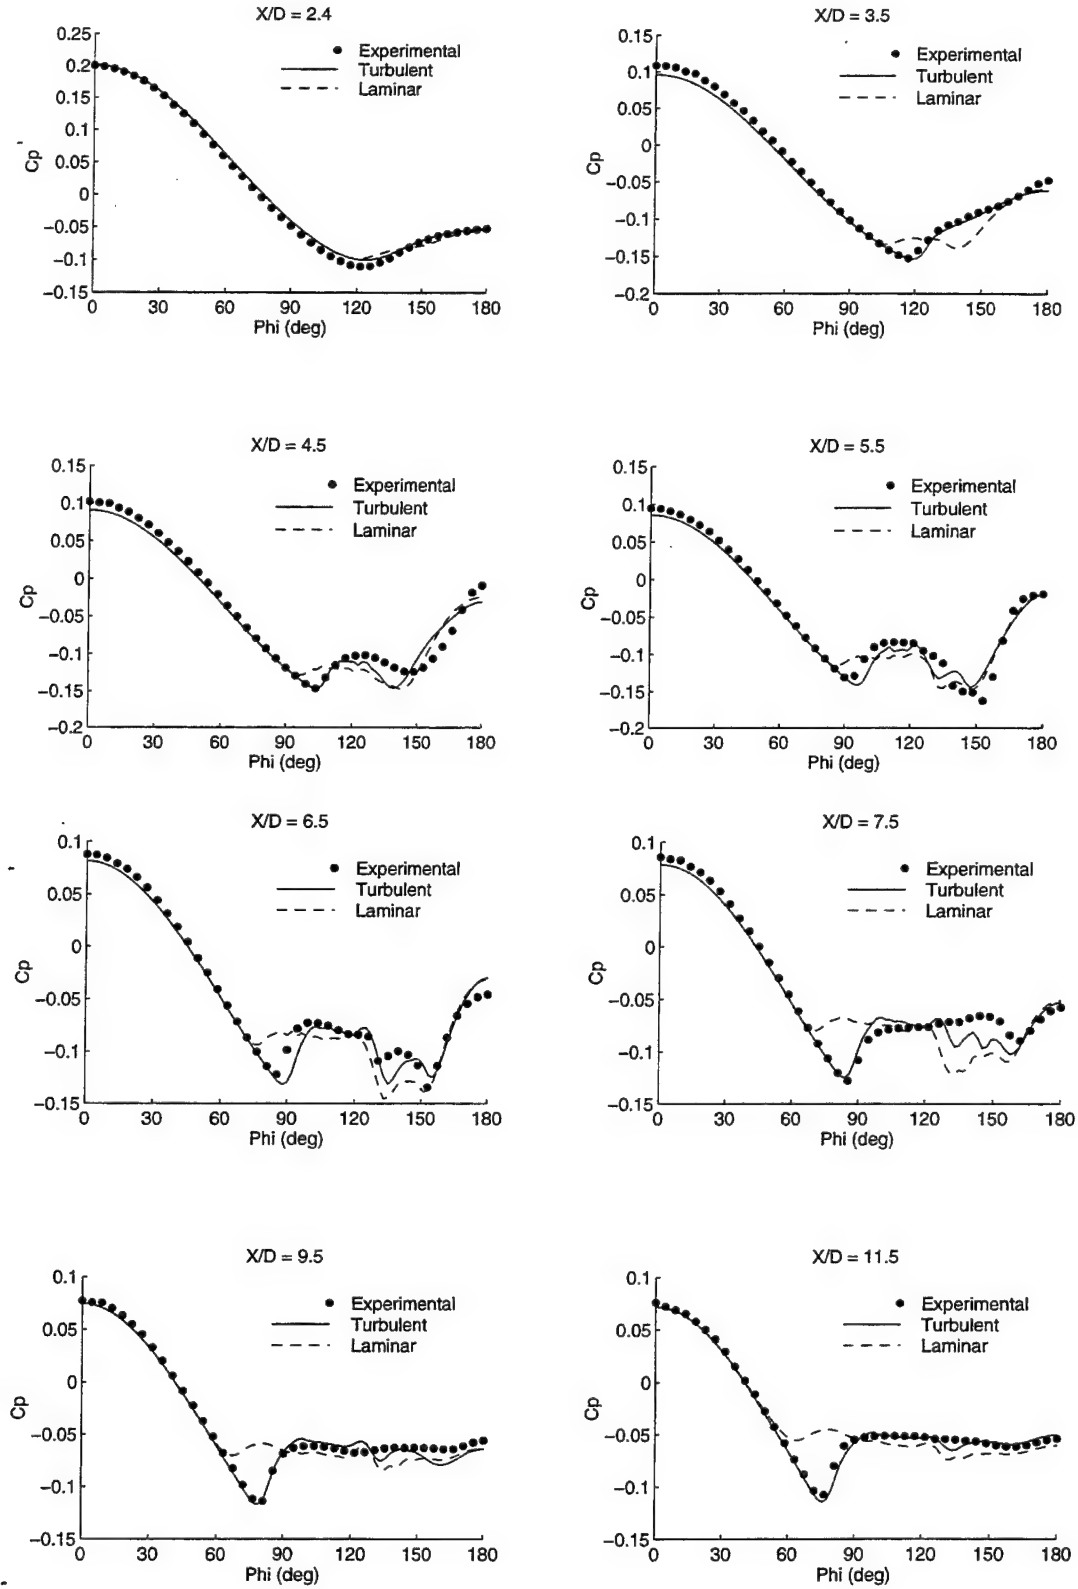 X/D = 2.4
0.25
0.2
0.25
0.1
0.05
0
−0.05
−0.1
−0.15
Cp
0 30 60 90 120 150 180
Phi (deg)
Experimental
Turbulent
Laminar
X/D = 3.5
0.15
0.1
0.05
0
−0.05
−0.1
−0.15
−0.2
Cp
0 30 60 90 120 150 180
Phi (deg)
Experimental
Turbulent
Laminar
X/D = 4.5
0.15
0.1
0.05
0
−0.05
−0.1
−0.15
−0.2
Cp
0 30 60 90 120 150 180
Phi (deg)
Experimental
Turbulent
Laminar
X/D = 5.5
0.15
0.1
0.05
0
−0.05
−0.1
−0.15
−0.2
Cp
0 30 60 90 120 150 180
Phi (deg)
Experimental
Turbulent
Laminar
X/D = 6.5
0.1
0.05
0
−0.05
−0.1
−0.15
Cp
0 30 60 90 120 150 180
Phi (deg)
Experimental
Turbulent
Laminar
X/D = 7.5
0.1
0.05
0
−0.05
−0.1
−0.15
Cp
0 30 60 90 120 150 180
Phi (deg)
Experimental
Turbulent
Laminar
X/D = 9.5
0.1
0.05
0
−0.05
−0.1
−0.15
Cp
0 30 60 90 120 150 180
Phi (deg)
Experimental
Turbulent
Laminar
X/D = 11.5
0.1
0.05
0
−0.05
−0.1
−0.15
Cp
0 30 60 90 120 150 180
Phi (deg)
Experimental
Turbulent
Laminar